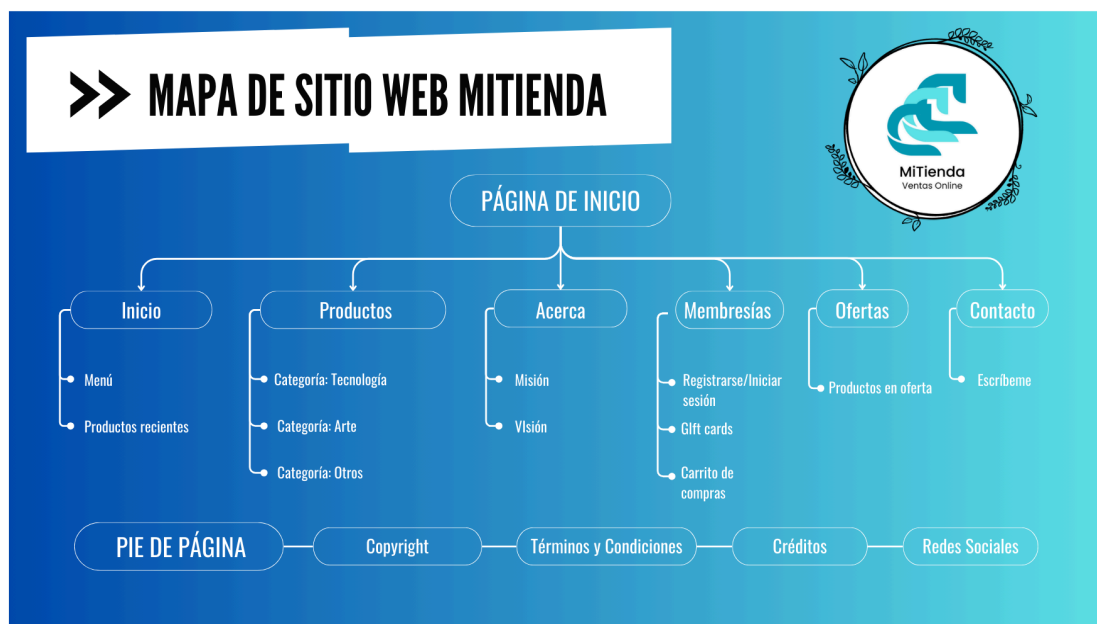 MAPA DE SITIO WEB MITIENDA
MiTienda
Ventas Online
PÁGINA DE INICIO
Inicio
Menú
Productos recientes
Productos
Categoría: Tecnología
Categoría: Arte
Categoría: Otros
Acerca
Misión
VIsión
Membresías
Registrarse/Iniciar
sesión
GIft cards
Carrito de
compras
Ofertas
Productos en oferta
Contacto
Escríbeme
PIE DE PÁGINA
Copyright
Términos y Condiciones
Créditos
Redes Sociales